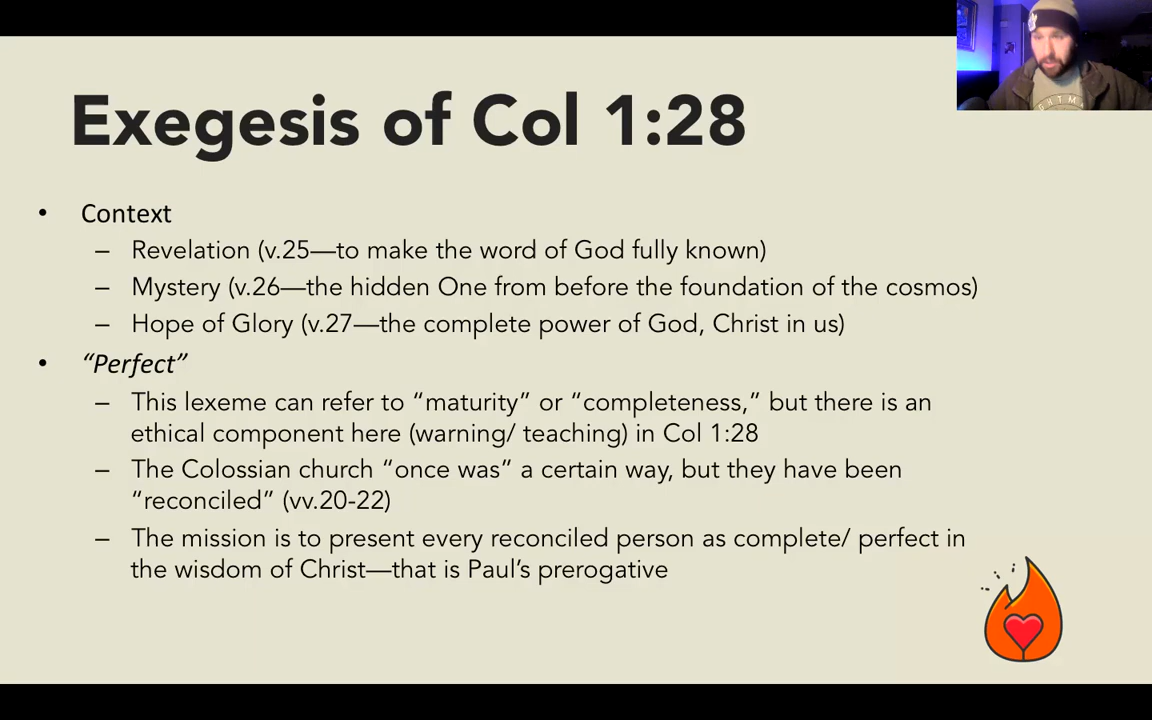 Exegesis of Col 1:28
• Context
– Revelation (v.25—to make the word of God fully known)
– Mystery (v.26—the hidden One from before the foundation of the cosmos)
– Hope of Glory (v.27—the complete power of God, Christ in us)
• “Perfect”
– This lexeme can refer to “maturity” or “completeness,” but there is an
ethical component here (warning/ teaching) in Col 1:28
– The Colossian church “once was” a certain way, but they have been
“reconciled” (vv.20-22)
– The mission is to present every reconciled person as complete/ perfect in
the wisdom of Christ—that is Paul’s prerogative